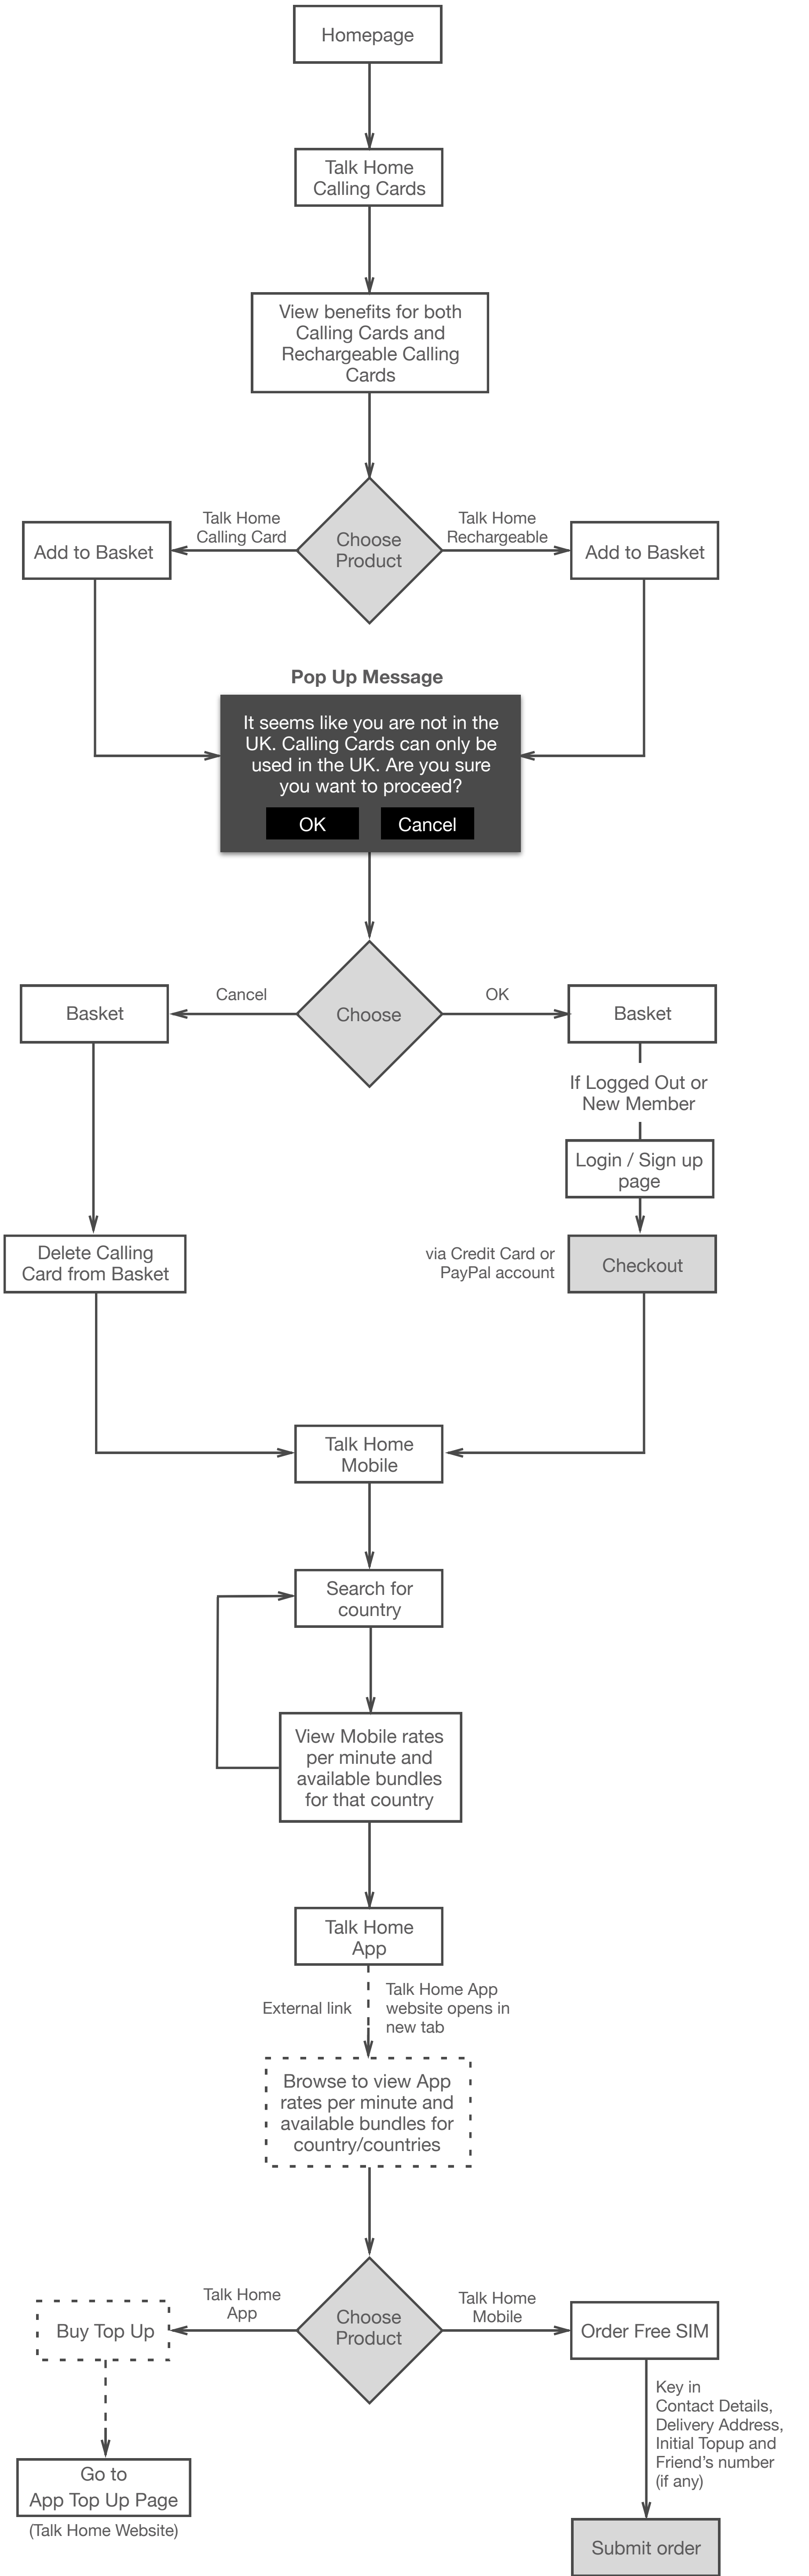 Homepage
Talk Home
Calling Cards
View benefits for both
Calling Cards and
Rechargeable Calling
Cards
Talk Home
Calling Card
Choose
Product
Talk Home
Rechargeable
Add to Basket
Add to Basket
Pop Up Message
It seems like you are not in the
UK. Calling Cards can only be
used in the UK. Are you sure
you want to proceed?
OK
Cancel
Basket
Cancel
Choose
OK
Basket
If Logged Out or
New Member
Login / Sign up
page
Delete Calling
Card from Basket
via Credit Card or
PayPal account
Checkout
Talk Home
Mobile
Search for
country
View Mobile rates
per minute and
available bundles
for that country
Talk Home
App
External link
Talk Home App
website opens in
new tab
Browse to view App
rates per minute and
available bundles for
country/countries
Buy Top Up
Talk Home
App
Choose
Product
Talk Home
Mobile
Order Free SIM
Key in
Contact Details,
Delivery Address,
Initial Topup and
Friend's number
(if any)
Go to
App Top Up Page
(Talk Home Website)
Submit order